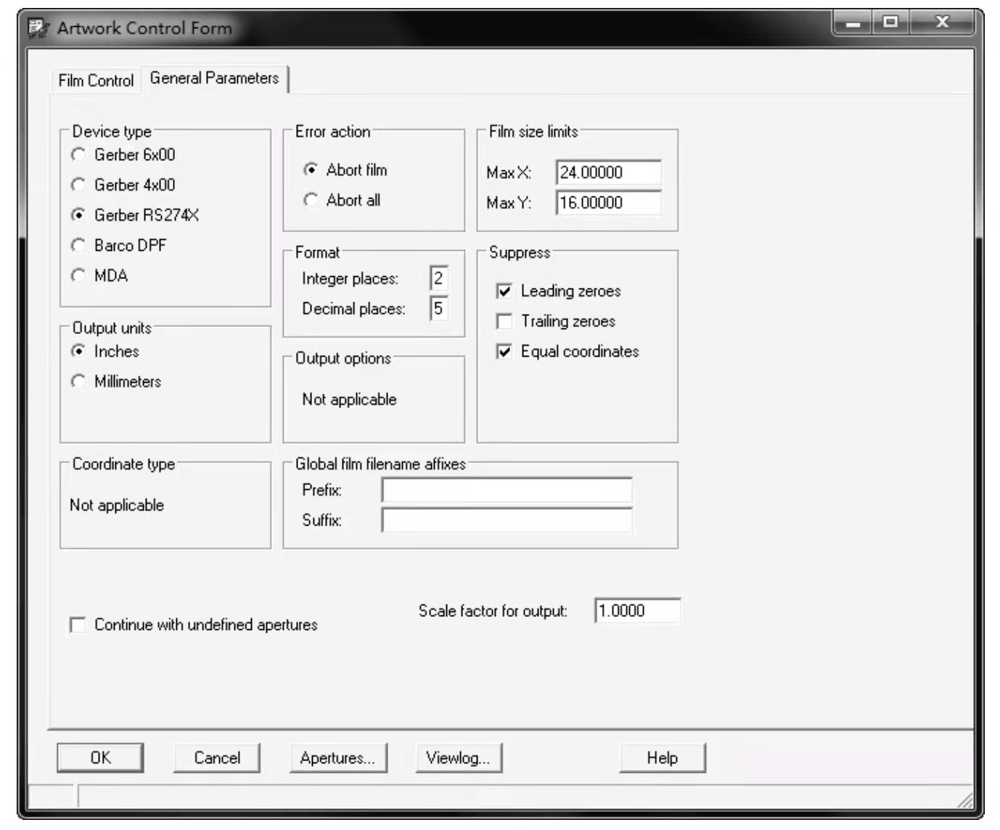 Artwork Control Form
Film Control
General Parameters
Device type
Gerber 6x00
Gerber 4x00
Gerber RS274X
Barco DPF
MDA
Error action
Abort film
Abort all
Film size limits
Max X: 24.00000
Max Y: 16.00000
Format
Integer places: 2
Decimal places: 5
Suppress
Leading zeroes
Trailing zeroes
Equal coordinates
Output units
Inches
Millimeters
Output options
Not applicable
Coordinate type
Not applicable
Global film filename affixes
Prefix:
Suffix:
Scale factor for output: 1.0000
Continue with undefined apertures
OK
Cancel
Apertures...
Viewlog...
Help